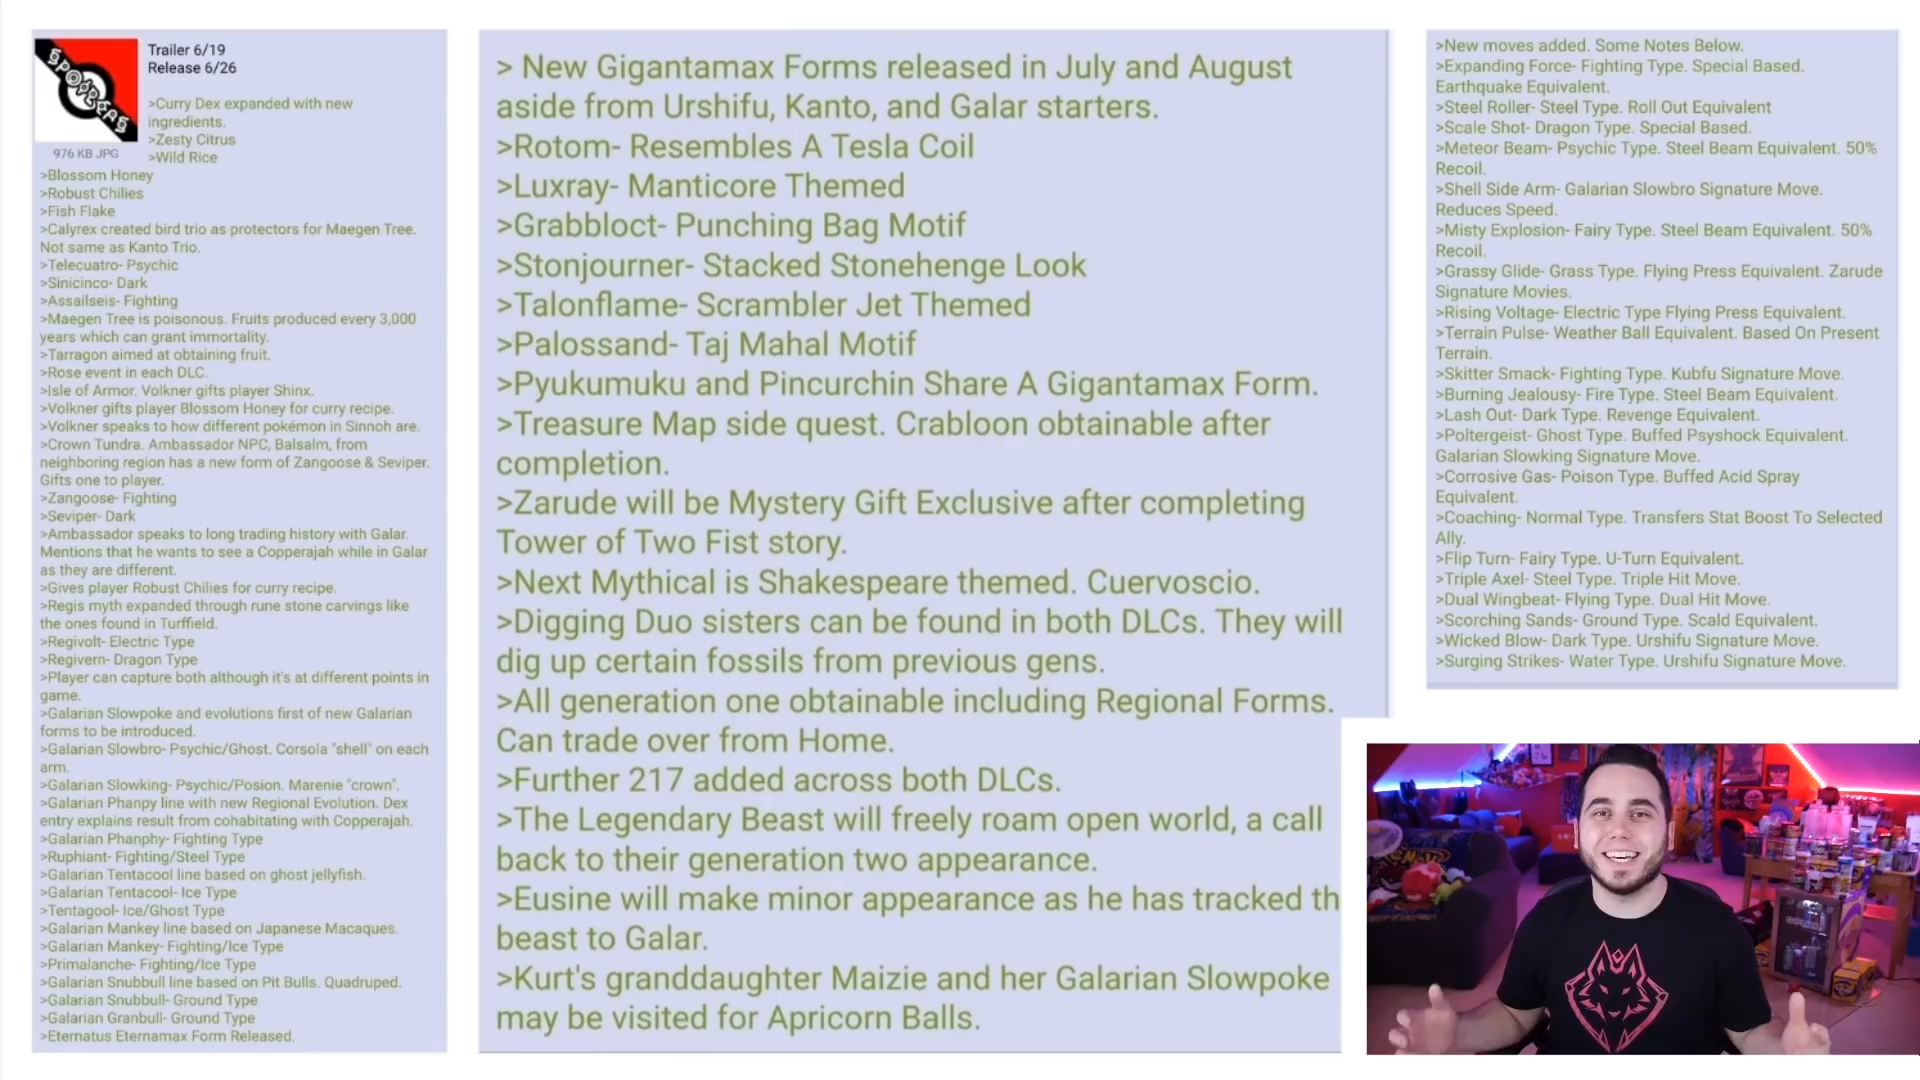 SPOILERS
Trailer 6/19
Release 6/26
>Curry Dex expanded with new
ingredients.
>Zesty Citrus
976 KB JPG
>Wild Rice
>Blossom Honey
>Robust Chilies
>Fish Flake
>Calyrex created bird trio as protectors for Maegen Tree.
Not same as Kanto Trio.
>Telecuatro- Psychic
>Sinicinco- Dark
>Assailseis- Fighting
>Maegen Tree is poisonous. Fruits produced every 3,000
years which can grant immortality.
>Tarragon aimed at obtaining fruit.
>Rose event in each DLC.
>Isle of Armor. Volkner gifts player Shinx.
>Volkner gifts player Blossom Honey for curry recipe.
>Volkner speaks to how different pokémon in Sinnoh are.
>Crown Tundra. Ambassador NPC, Balsalm, from
neighboring region has a new form of Zangoose & Seviper.
Gifts one to player.
>Zangoose- Fighting
>Seviper- Dark
>Ambassador speaks to long trading history with Galar.
Mentions that he wants to see a Copperajah while in Galar
as they are different.
>Gives player Robust Chilies for curry recipe.
>Regis myth expanded through rune stone carvings like
the ones found in Turffield.
>Regivolt- Electric Type
>Regivern- Dragon Type
>Player can capture both although it's at different points in
game.
>Galarian Slowpoke and evolutions first of new Galarian
forms to be introduced.
>Galarian Slowbro- Psychic/Ghost. Corsola "shell" on each
arm.
>Galarian Slowking- Psychic/Posion. Marenie "crown".
>Galarian Phanpy line with new Regional Evolution. Dex
entry explains result from cohabitating with Copperajah.
>Galarian Phanphy- Fighting Type
>Ruphiant- Fighting/Steel Type
>Galarian Tentacool line based on ghost jellyfish.
>Galarian Tentacool- Ice Type
>Tentagool- Ice/Ghost Type
>Galarian Mankey line based on Japanese Macaques.
>Galarian Mankey- Fighting/Ice Type
>Primalanche- Fighting/Ice Type
>Galarian Snubbull line based on Pit Bulls. Quadruped.
>Galarian Snubbull- Ground Type
>Galarian Granbull- Ground Type
>Eternatus Eternamax Form Released.
> New Gigantamax Forms released in July and August
aside from Urshifu, Kanto, and Galar starters.
>Rotom- Resembles A Tesla Coil
>Luxray- Manticore Themed
>Grabbloct- Punching Bag Motif
>Stonjourner- Stacked Stonehenge Look
>Talonflame- Scrambler Jet Themed
>Palossand- Taj Mahal Motif
>Pyukumuku and Pincurchin Share A Gigantamax Form.
>Treasure Map side quest. Crabloon obtainable after
completion.
>Zarude will be Mystery Gift Exclusive after completing
Tower of Two Fist story.
>Next Mythical is Shakespeare themed. Cuervoscio.
>Digging Duo sisters can be found in both DLCs. They will
dig up certain fossils from previous gens.
>All generation one obtainable including Regional Forms.
Can trade over from Home.
>Further 217 added across both DLCs.
>The Legendary Beast will freely roam open world, a call
back to their generation two appearance.
>Eusine will make minor appearance as he has tracked th
beast to Galar.
>Kurt's granddaughter Maizie and her Galarian Slowpoke
may be visited for Apricorn Balls.
>New moves added. Some Notes Below.
>Expanding Force- Fighting Type. Special Based.
Earthquake Equivalent.
>Steel Roller- Steel Type. Roll Out Equivalent
>Scale Shot- Dragon Type. Special Based.
>Meteor Beam- Psychic Type. Steel Beam Equivalent. 50%
Recoil.
>Shell Side Arm- Galarian Slowbro Signature Move.
Reduces Speed.
>Misty Explosion- Fairy Type. Steel Beam Equivalent. 50%
Recoil.
>Grassy Glide- Grass Type. Flying Press Equivalent. Zarude
Signature Movies.
>Rising Voltage- Electric Type Flying Press Equivalent.
>Terrain Pulse- Weather Ball Equivalent. Based On Present
Terrain.
>Skitter Smack- Fighting Type. Kubfu Signature Move.
>Burning Jealousy- Fire Type. Steel Beam Equivalent.
>Lash Out- Dark Type. Revenge Equivalent.
>Poltergeist- Ghost Type. Buffed Psyshock Equivalent.
Galarian Slowking Signature Move.
>Corrosive Gas- Poison Type. Buffed Acid Spray
Equivalent.
>Coaching- Normal Type. Transfers Stat Boost To Selected
Ally.
>Flip Turn- Fairy Type. U-Turn Equivalent.
>Triple Axel- Steel Type. Triple Hit Move.
>Dual Wingbeat- Flying Type. Dual Hit Move.
>Scorching Sands- Ground Type. Scald Equivalent.
>Wicked Blow- Dark Type. Urshifu Signature Move.
>Surging Strikes- Water Type. Urshifu Signature Move.